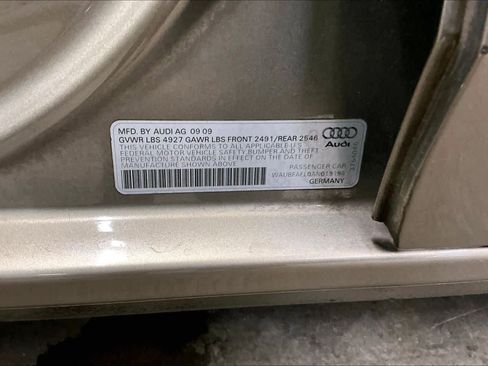 MFD. BY AUDI AG 09 09
GVWR LBS 4927 GAWR LBS FRONT 2491/REAR 2546
THIS VEHICLE CONFORMS TO ALL APPLICABLE U.S.
FEDERAL MOTOR VEHICLE SAFETY, BUMPER AND THEFT
PREVENTION STANDARDS IN EFFECT ON THE DATE OF
MANUFACTURE
PASSENGER CAR
GERMANY
Audi